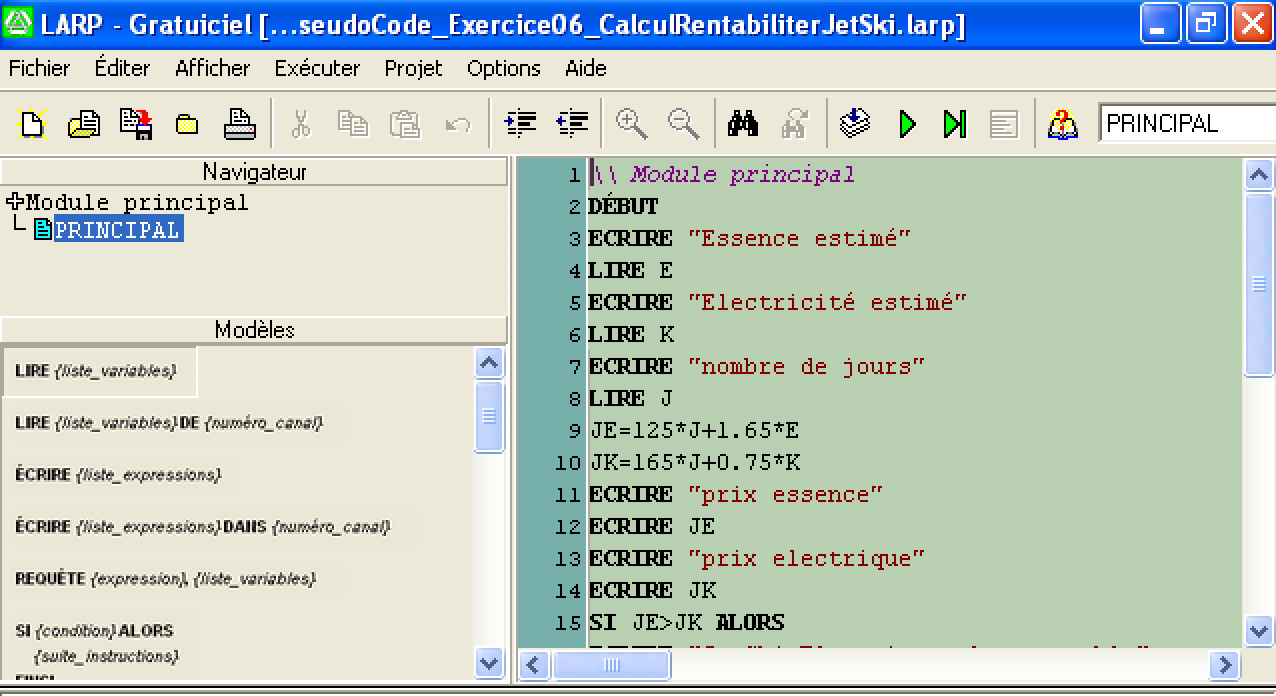 LARP - Gratuiciel [...seudoCode_Exercice06_CalculRentabiliterJetSki.larp]
Fichier Éditer Afficher Exécuter Projet Options Aide
PRINCIPAL
Navigateur
Module principal
PRINCIPAL
Modèles
LIRE {liste_variables}
LIRE {liste_variables} DE {numéro_canal}
ÉCRIRE {liste_expressions}
ÉCRIRE {liste_expressions} DANS {numéro_canal}
REQUÊTE {expression}, {liste_variables}
SI {condition} ALORS
{suite_instructions}
FINSI
1 \\ Module principal
2 DÉBUT
3 ECRIRE "Essence estimé"
4 LIRE E
5 ECRIRE "Electricité estimé"
6 LIRE K
7 ECRIRE "nombre de jours"
8 LIRE J
9 JE=125*J+1.65*E
10 JK=165*J+0.75*K
11 ECRIRE "prix essence"
12 ECRIRE JE
13 ECRIRE "prix electrique"
14 ECRIRE JK
15 SI JE>JK ALORS